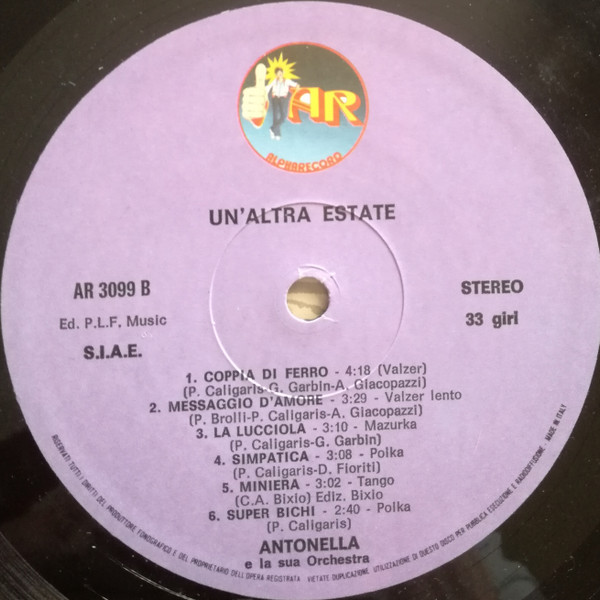 AR
ALPHARECORD
UN'ALTRA ESTATE
AR 3099 B
STEREO
Ed. P.L.F. Music
33 giri
S.I.A.E.
1. COPPIA DI FERRO - 4:18 (Valzer)
(P. Caligaris-G. Garbin-A. Giacopazzi)
2. MESSAGGIO D'AMORE - 3:29 - Valzer lento
(P. Brolli-P. Caligaris-A. Giacopazzi)
3. LA LUCCIOLA - 3:10 - Mazurka
(P. Caligaris-G. Garbin)
4. SIMPATICA - 3:08 - Polka
(P. Caligaris-D. Fioriti)
5. MINIERA - 3:02 - Tango
(C.A. Bixio) Ediz. Bixio
6. SUPER BICHI - 2:40 - Polka
(P. Caligaris)
ANTONELLA
e la sua Orchestra
RISERVATI TUTTI I DIRITTI DEL PRODUTTORE FONOGRAFICO E DEL PROPRIETARIO DELL'OPERA REGISTRATA VIETATE DUPLICAZIONE. UTILIZZAZIONE DI QUESTO DISCO PER PUBBLICA ESECUZIONE E RADIODIFFUSIONE. MADE IN ITALY